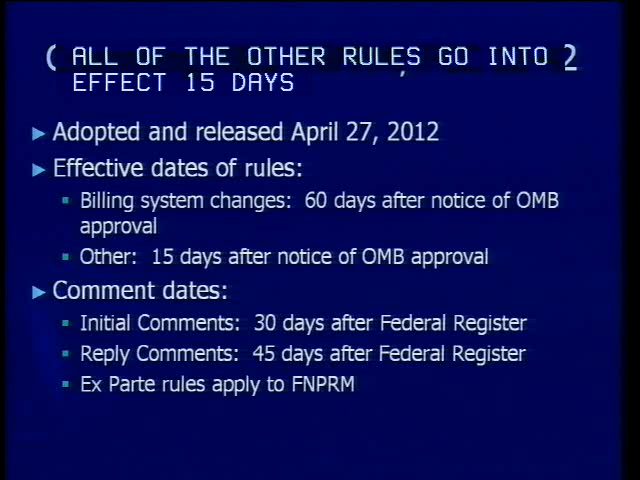 ( ALL OF THE OTHER RULES GO INTO 2
EFFECT 15 DAYS
Adopted and released April 27, 2012
Effective dates of rules:
Billing system changes: 60 days after notice of OMB
approval
Other: 15 days after notice of OMB approval
Comment dates:
Initial Comments: 30 days after Federal Register
Reply Comments: 45 days after Federal Register
Ex Parte rules apply to FNPRM